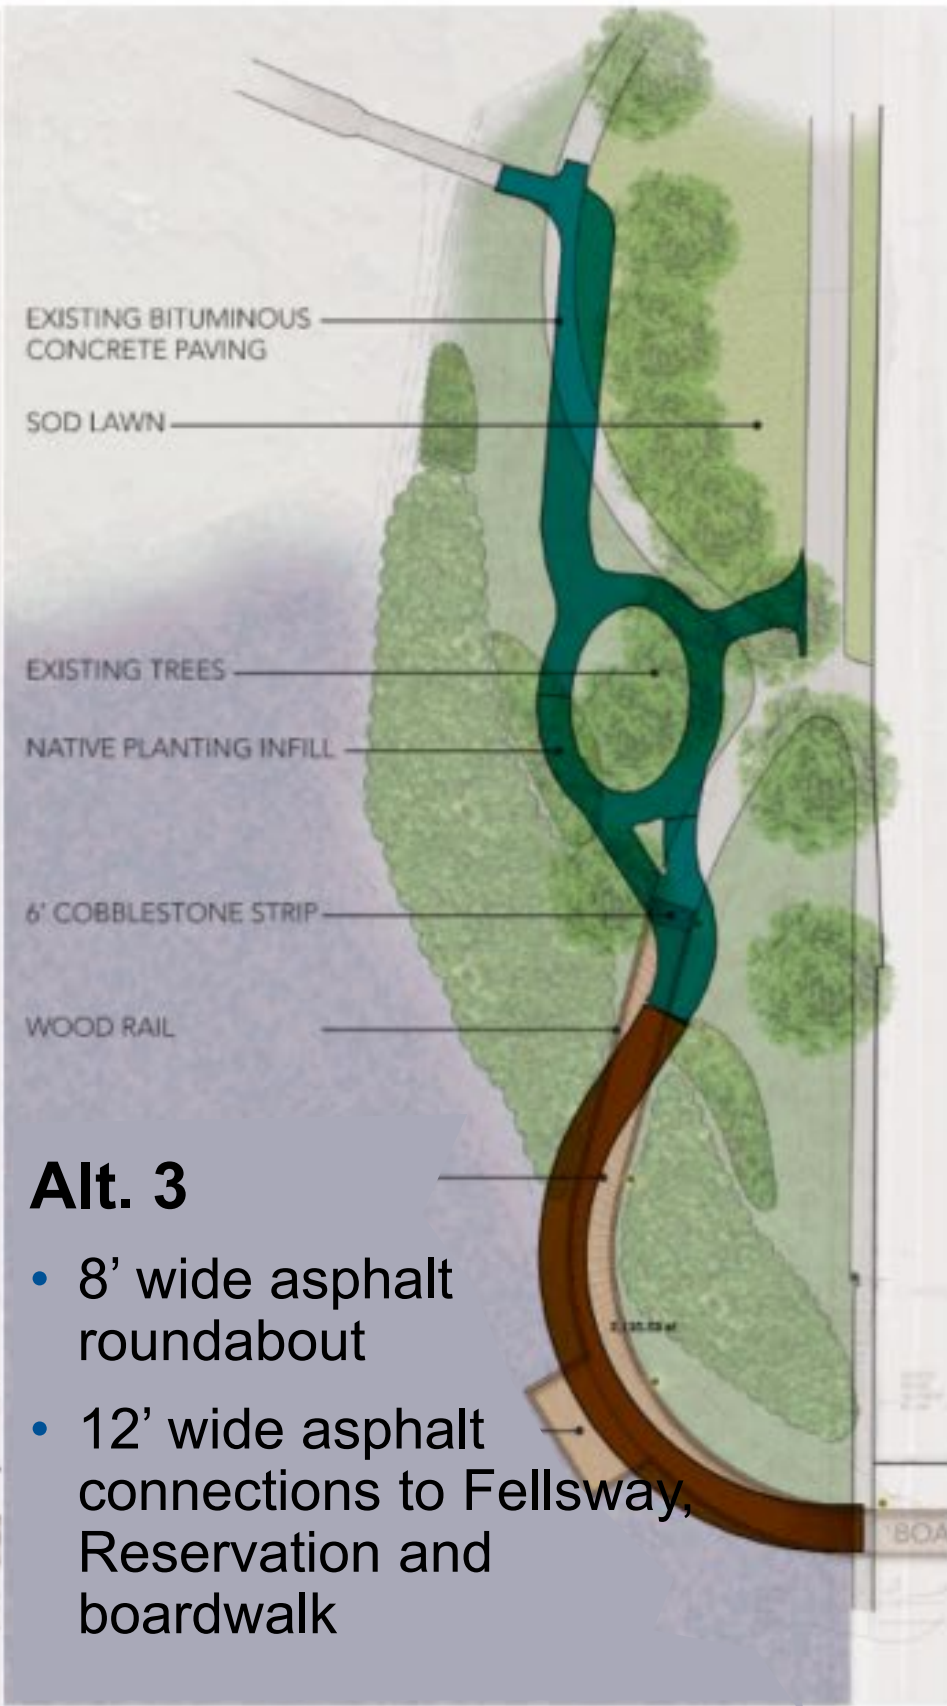 EXISTING BITUMINOUS
CONCRETE PAVING
SOD LAWN
EXISTING TREES
NATIVE PLANTING INFILL
6' COBBLESTONE STRIP
WOOD RAIL
Alt. 3
• 8’ wide asphalt
roundabout
• 12’ wide asphalt
connections to Fellsway,
Reservation and
boardwalk